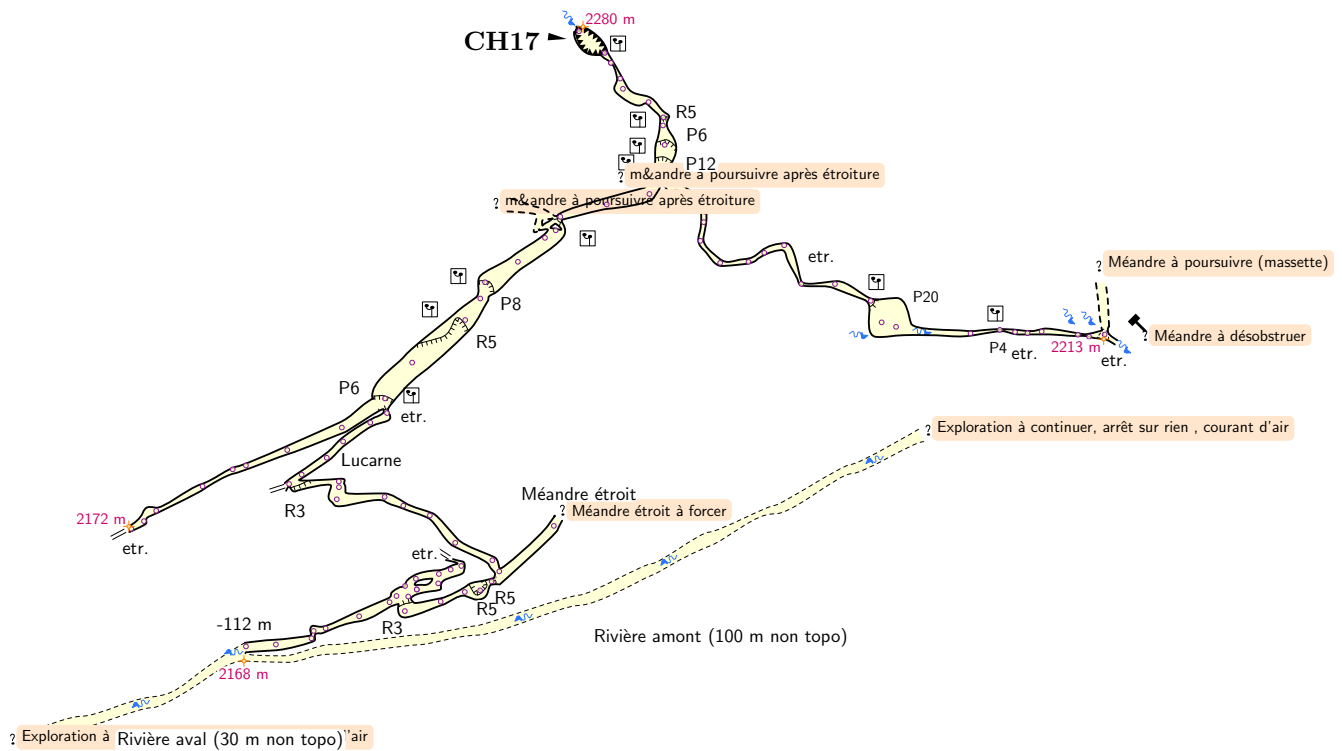 2280 m
CH17
R5
P6
P12
m&andre à poursuivre après étroiture
? m&andre à poursuivre après étroiture
?
etr.
? Méandre à poursuivre (massette)
P20
P8
R5
P4
etr.
2213 m
? Méandre à désobstruer
etr.
P6
etr.
? Exploration à continuer, arrêt sur rien , courant d'air
Lucarne
R3
Méandre étroit
? Méandre étroit à forcer
2172 m
etr.
etr.
R5
R5
R3
-112 m
Rivière amont (100 m non topo)
2168 m
? Exploration à
Rivière aval (30 m non topo)
l'air